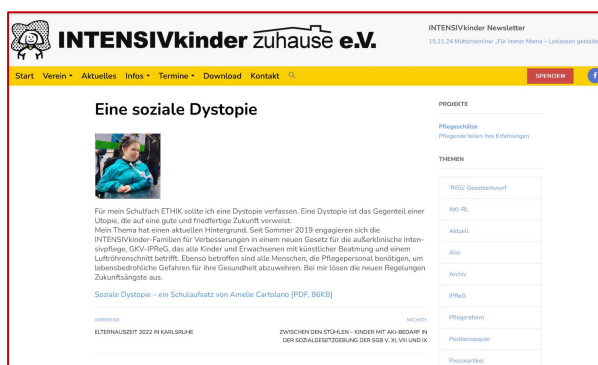 INTENSIVkinder zuhause e.V.
INTENSIVkinder Newsletter
15.11.24 Mütterseminar „Für immer Mama – Loslassen gestalte
Start Verein Aktuelles Infos Termine Download Kontakt
SPENDEN
f
Eine soziale Dystopie
Für mein Schulfach ETHIK sollte ich eine Dystopie verfassen. Eine Dystopie ist das Gegenteil einer
Utopie, die auf eine gute und friedfertige Zukunft verweist.
Mein Thema hat einen aktuellen Hintergrund. Seit Sommer 2019 engagieren sich die
INTENSIVkinder-Familien für Verbesserungen in einem neuen Gesetz für die außerklinische Inten-
sivpflege, GKV-IPReG, das alle Kinder und Erwachsenen mit künstlicher Beatmung und einem
Luftröhrenschnitt betrifft. Ebenso betroffen sind alle Menschen, die Pflegepersonal benötigen, um
lebensbedrohliche Gefahren für ihre Gesundheit abzuwehren. Bei mir lösen die neuen Regelungen
Zukunftsängste aus.
Soziale Dystopie – ein Schulaufsatz von Amelie Cartolano [PDF, 86KB]
VORHERIGE
ELTERNAUSZEIT 2022 IN KARLSRUHE
NÄCHSTE
ZWISCHEN DEN STÜHLEN – KINDER MIT AKI-BEDARF IN
DER SOZIALGESETZGEBUNG DER SGB V, XI, VIII UND IX
PROJEKTE
Pflegeschätze
Pflegende teilen ihre Erfahrungen
THEMEN
'RISG' Gesetzentwurf
AKI-RL
Aktuell
Alle
Archiv
IPReG
Pflegereform
Positionspapier
Presseartikel